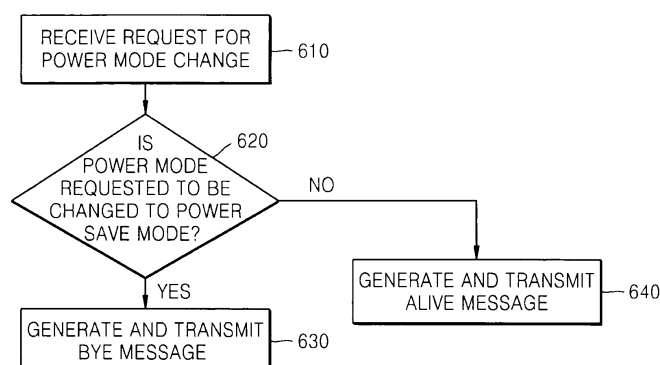 RECEIVE REQUEST FOR
POWER MODE CHANGE
610
IS
POWER MODE
REQUESTED TO BE
CHANGED TO POWER
SAVE MODE?
620
NO
YES
GENERATE AND TRANSMIT
ALIVE MESSAGE
640
GENERATE AND TRANSMIT
BYE MESSAGE
630